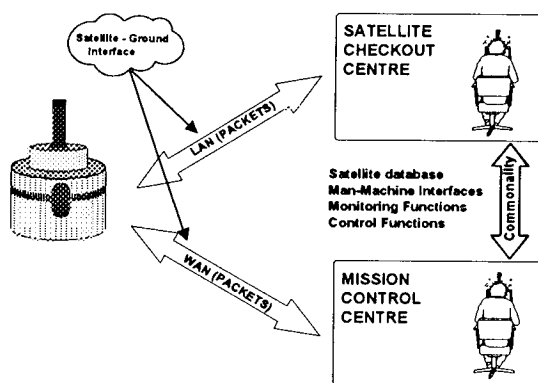 Satellite - Ground
Interface
SATELLITE
CHECKOUT
CENTRE
LAN (PACKETS)
Satellite database
Man-Machine Interfaces
Monitoring Functions
Control Functions
Commonality
WAN (PACKETS)
MISSION
CONTROL
CENTRE